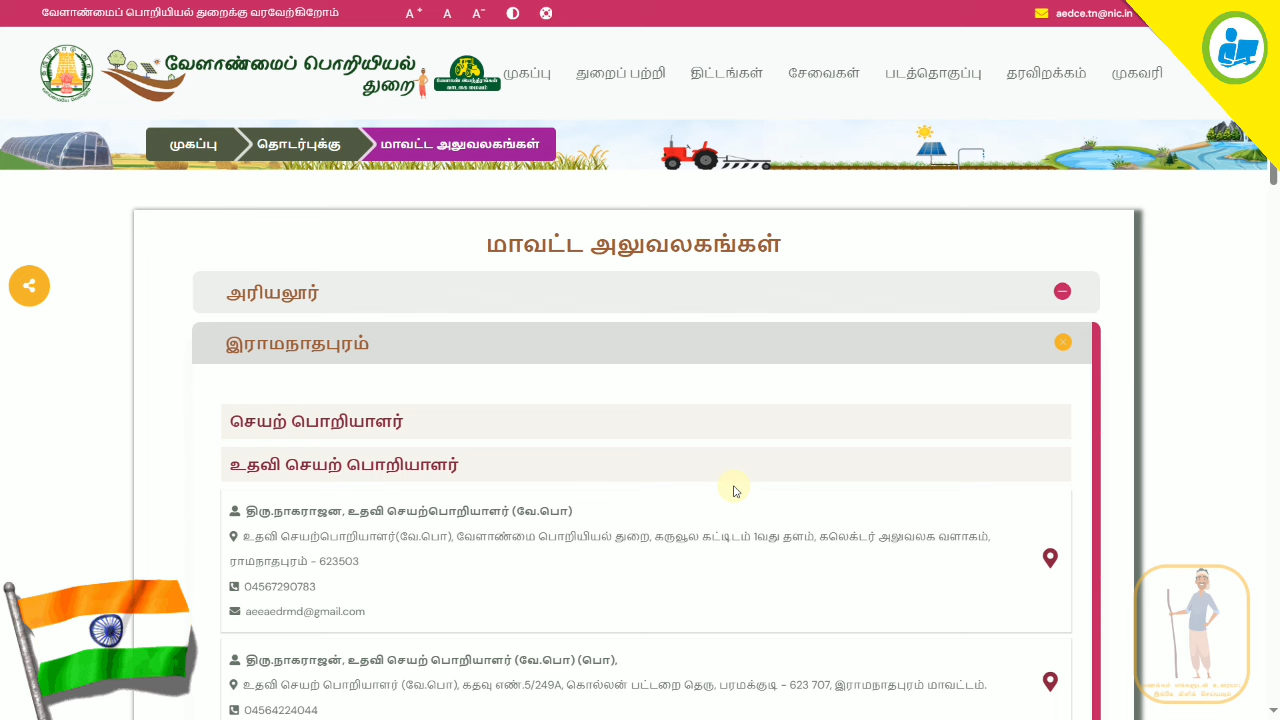 வேளாண்மைப் பொறியியல் துறைக்கு வரவேற்கிறோம்
A+ A A-
aedce.tn@nic.in
வேளாண்மைப் பொறியியல்
துறை
முகப்பு துறைப் பற்றி திட்டங்கள் சேவைகள் படத்தொகுப்பு தரவிறக்கம் முகவரி
முகப்பு தொடர்புக்கு மாவட்ட அலுவலகங்கள்
மாவட்ட அலுவலகங்கள்
அரியலூர்
இராமநாதபுரம்
செயற் பொறியாளர்
உதவி செயற் பொறியாளர்
திரு.நாகராஜன, உதவி செயற்பொறியாளர் (வே.பொ)
உதவி செயற்பொறியாளர்(வே.பொ), வேளாண்மை பொறியியல் துறை, கருவூல கட்டிடம் 1வது தளம், கலெக்டர் அலுவலக வளாகம்,
ராமநாதபுரம் - 623503
04567290783
aeeaedrmd@gmail.com
திரு.நாகராஜன், உதவி செயற் பொறியாளர் (வே.பொ) (பொ),
உதவி செயற் பொறியாளர் (வே.பொ), கதவு எண்.5/249A, கொல்லன் பட்டறை தெரு, பரமக்குடி - 623 707, இராமநாதபுரம் மாவட்டம்.
04564224044